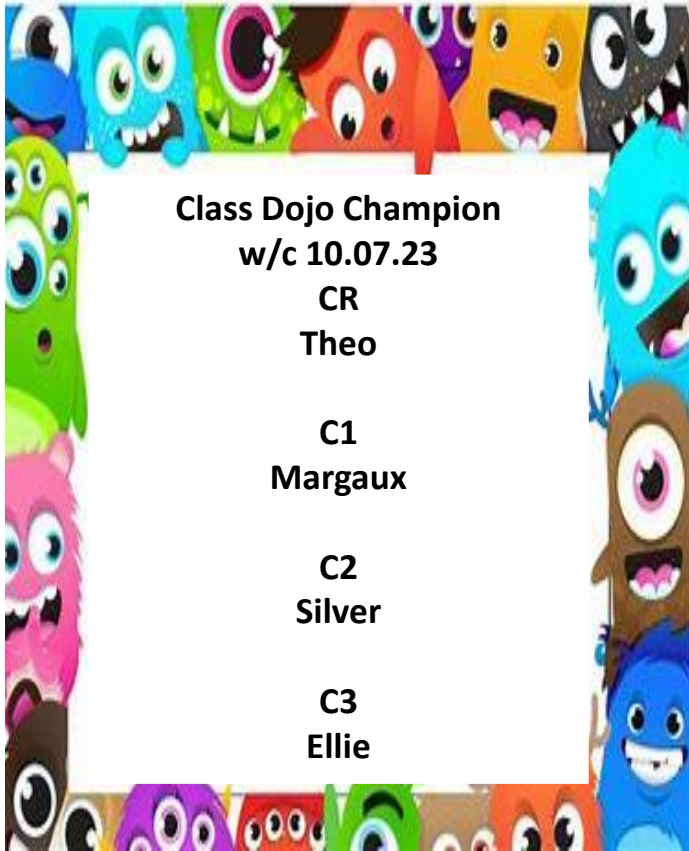 Class Dojo Champion
w/c 10.07.23
CR
Theo
C1
Margaux
C2
Silver
C3
Ellie